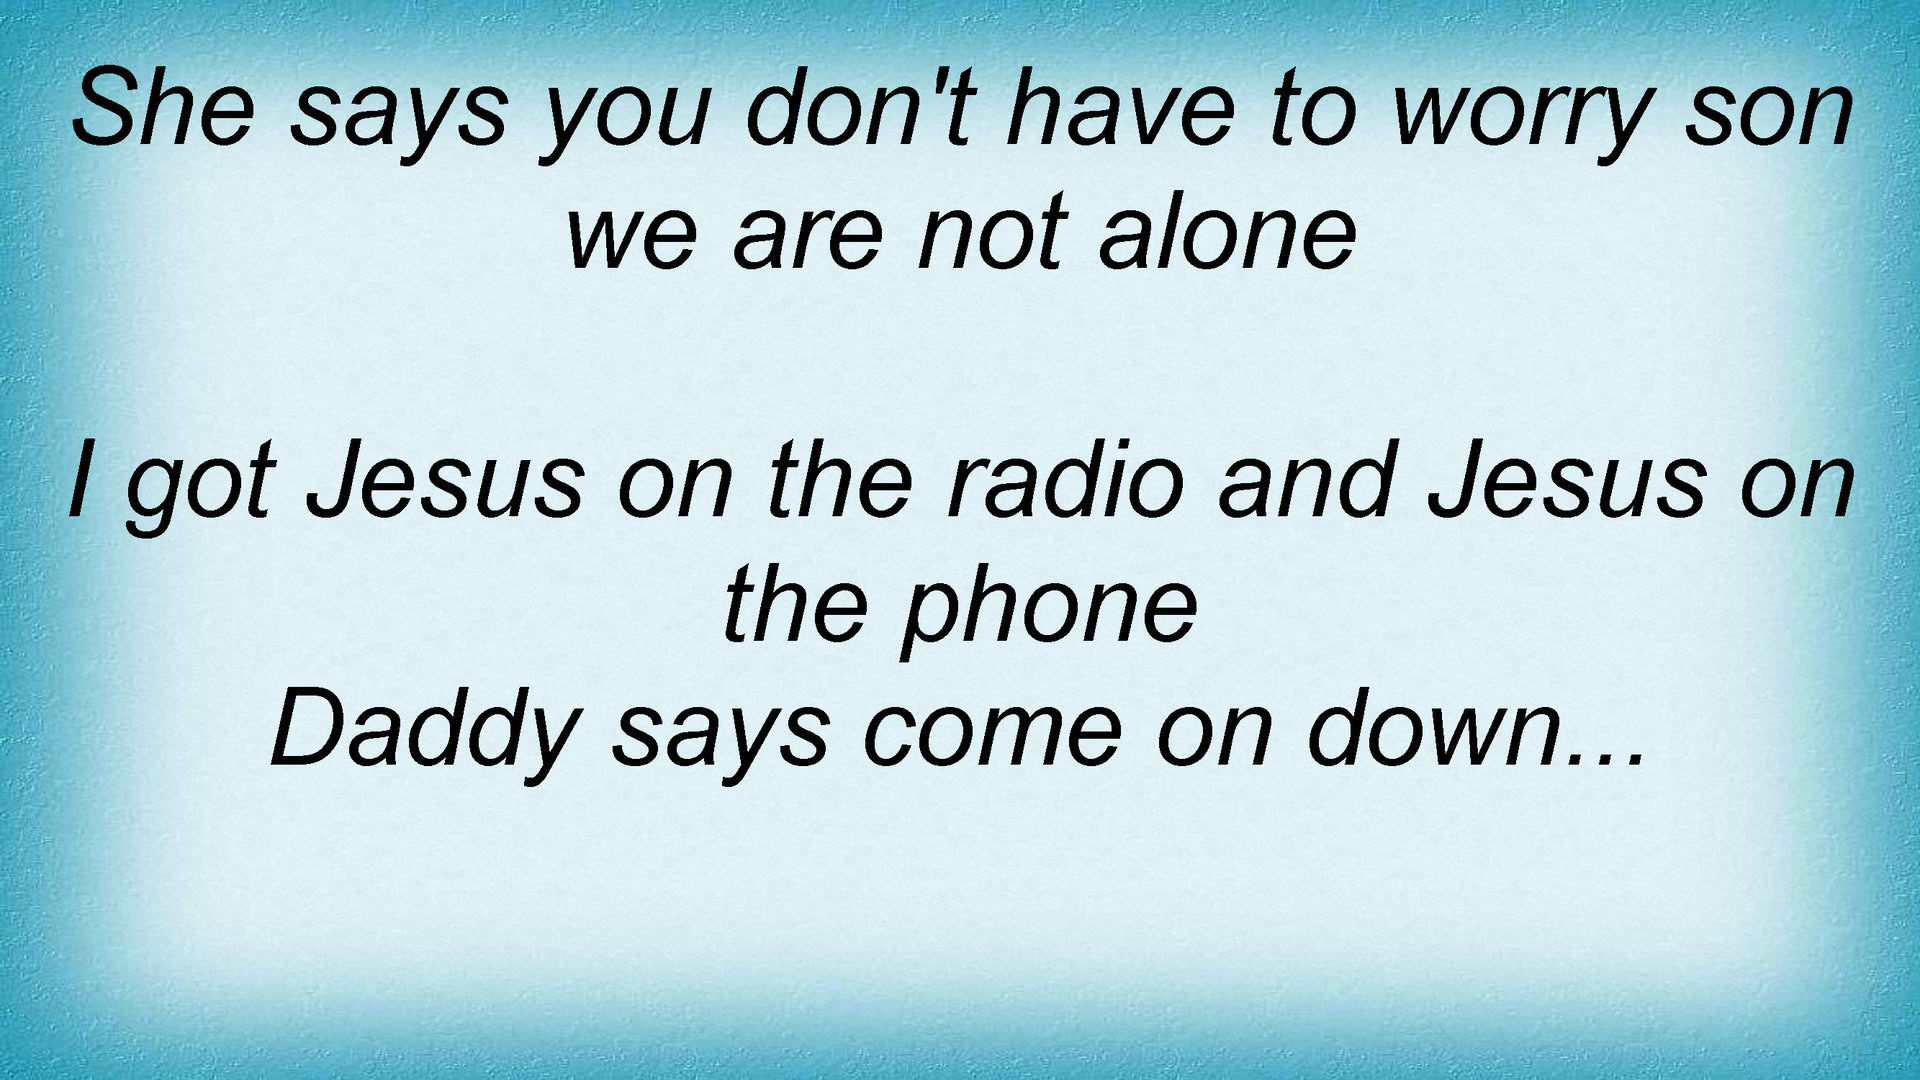 She says you don't have to worry son
we are not alone
I got Jesus on the radio and Jesus on
the phone
Daddy says come on down...